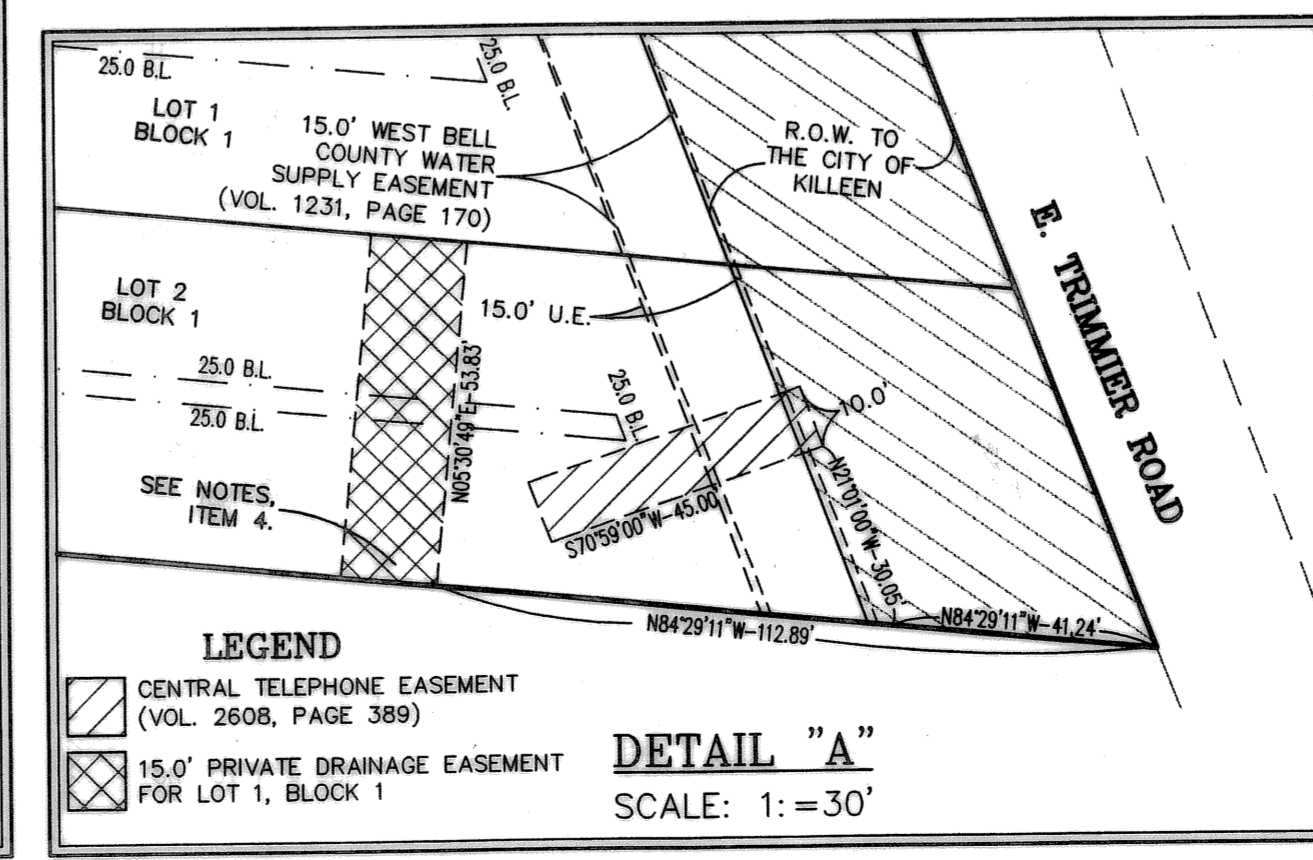 25.0 B.L.
25.0 B.L.
LOT 1
BLOCK 1
15.0' WEST BELL
COUNTY WATER
SUPPLY EASEMENT
(VOL. 1231, PAGE 170)
R.O.W. TO
THE CITY OF
KILLEEN
E. TRIMMIER ROAD
LOT 2
BLOCK 1
15.0' U.E.
25.0 B.L.
25.0 B.L.
25.0 B.L.
10.0'
N05°30'49"E-53.83'
SEE NOTES,
ITEM 4.
S70°59'00"W-45.00
N21°01'00"W-30.05'
N84°29'11"W-112.89'
N84°29'11"W-41,24'
LEGEND
CENTRAL TELEPHONE EASEMENT
(VOL. 2608, PAGE 389)
15.0' PRIVATE DRAINAGE EASEMENT
FOR LOT 1, BLOCK 1
DETAIL "A"
SCALE: 1:=30'